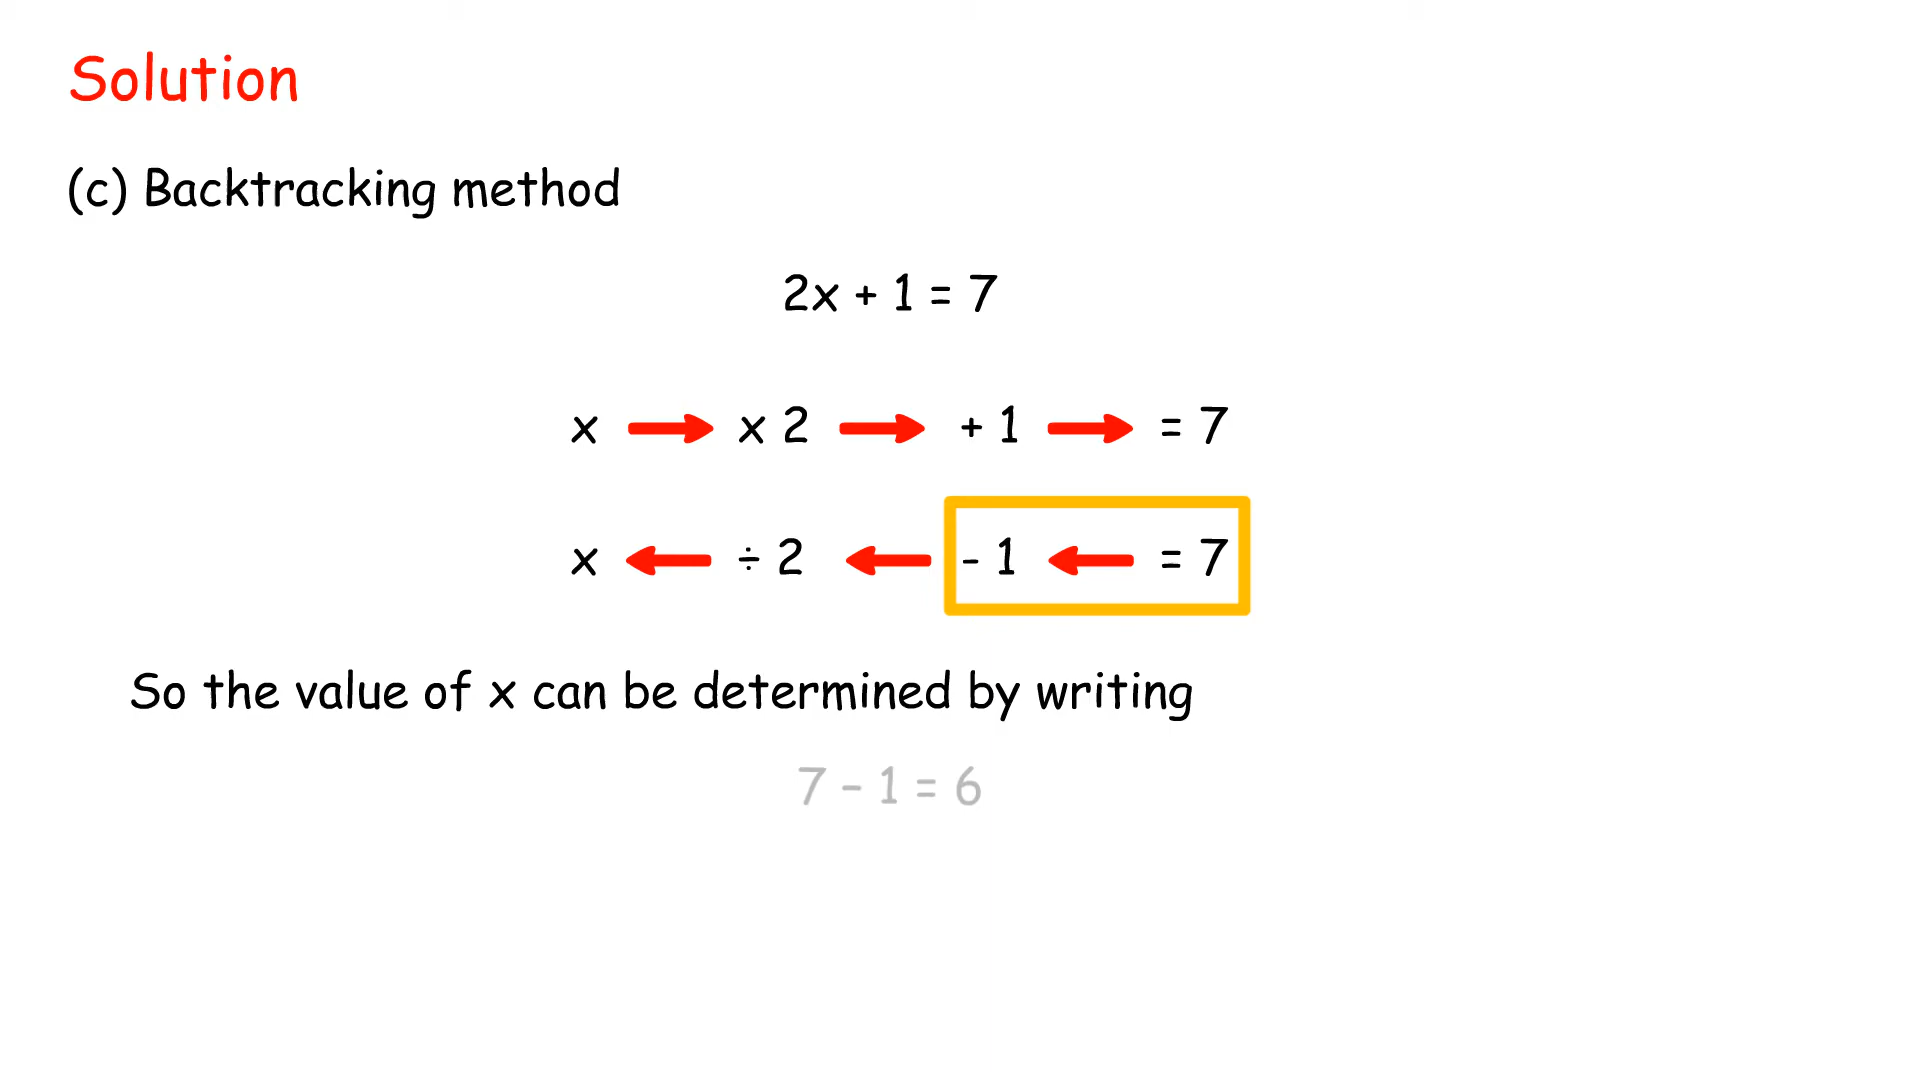 Solution
(c) Backtracking method
2x + 1 = 7
x x 2 + 1 = 7
x ÷ 2 - 1 = 7
So the value of x can be determined by writing
7 - 1 = 6